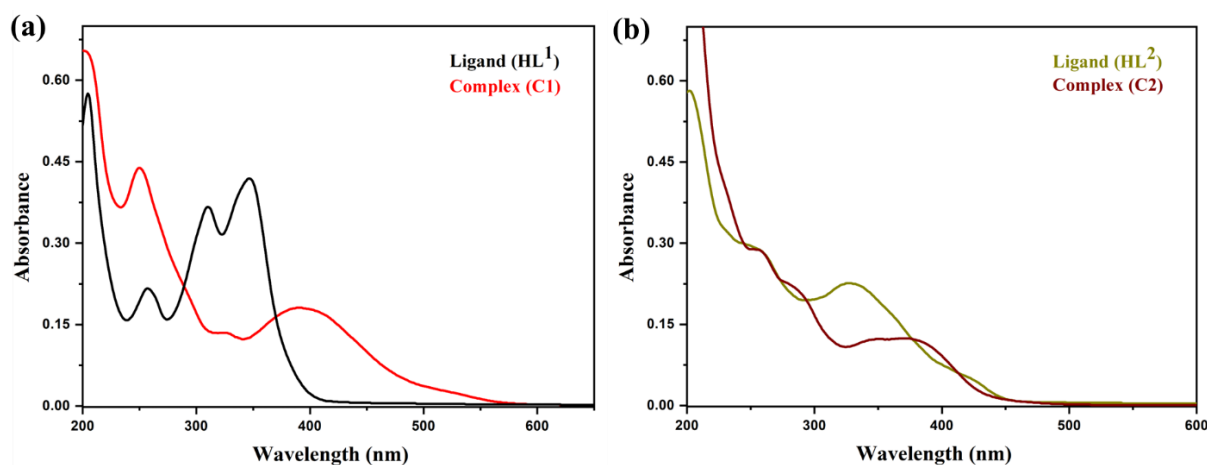 (a)
Ligand (HL¹)
Complex (C1)
Absorbance
0.60
0.45
0.30
0.15
0.00
200 300 400 500 600
Wavelength (nm)
(b)
Ligand (HL²)
Complex (C2)
Absorbance
0.60
0.45
0.30
0.15
0.00
200 300 400 500 600
Wavelength (nm)